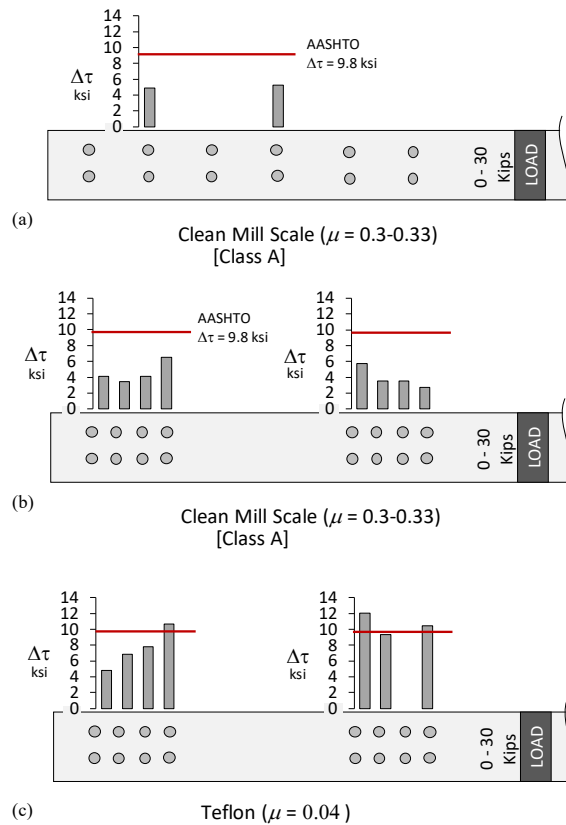 14
12
10
8
6
4
2
0
Δτ
ksi
AASHTO
Δτ = 9.8 ksi
0 - 30
Kips
LOAD
(a)
Clean Mill Scale (μ = 0.3-0.33)
[Class A]
14
12
10
8
6
4
2
0
Δτ
ksi
AASHTO
Δτ = 9.8 ksi
14
12
10
8
6
4
2
0
Δτ
ksi
0 - 30
Kips
LOAD
(b)
Clean Mill Scale (μ = 0.3-0.33)
[Class A]
14
12
10
8
6
4
2
0
Δτ
ksi
14
12
10
8
6
4
2
0
Δτ
ksi
0 - 30
Kips
LOAD
(c)
Teflon (μ = 0.04 )